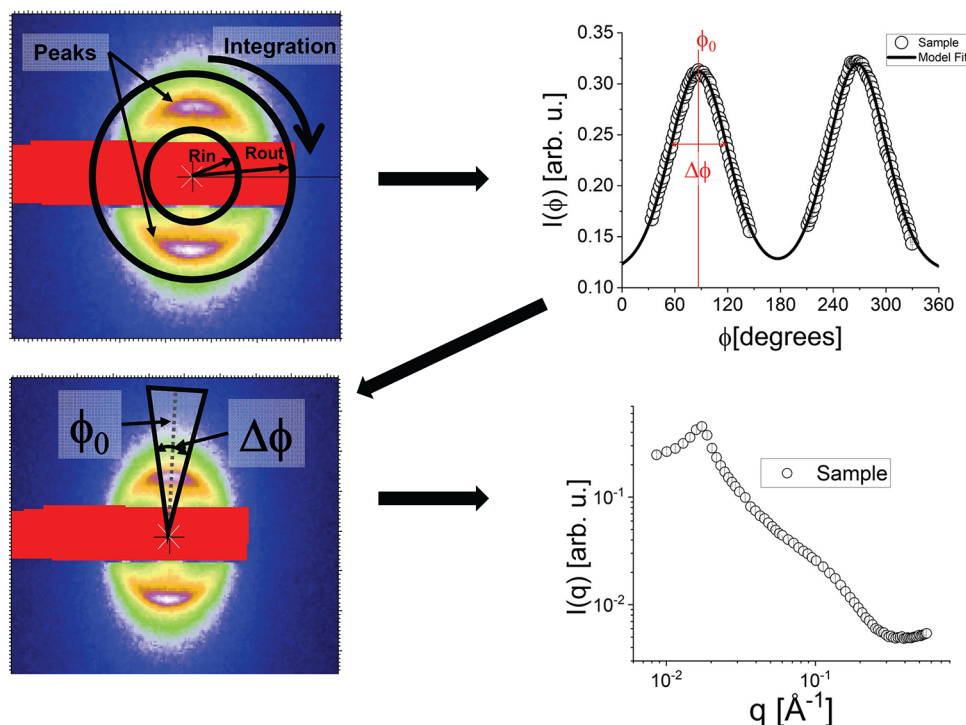 Peaks
Integration
Rin
Rout
0.35
0.30
0.25
0.20
0.15
0.10
I(ϕ) [arb. u.]
ϕ₀
Δϕ
Sample
Model Fit
0 60 120 180 240 300 360
ϕ[degrees]
ϕ₀
Δϕ
10⁻¹
10⁻²
I(q) [arb. u.]
Sample
10⁻² 10⁻¹
q [Å⁻¹]